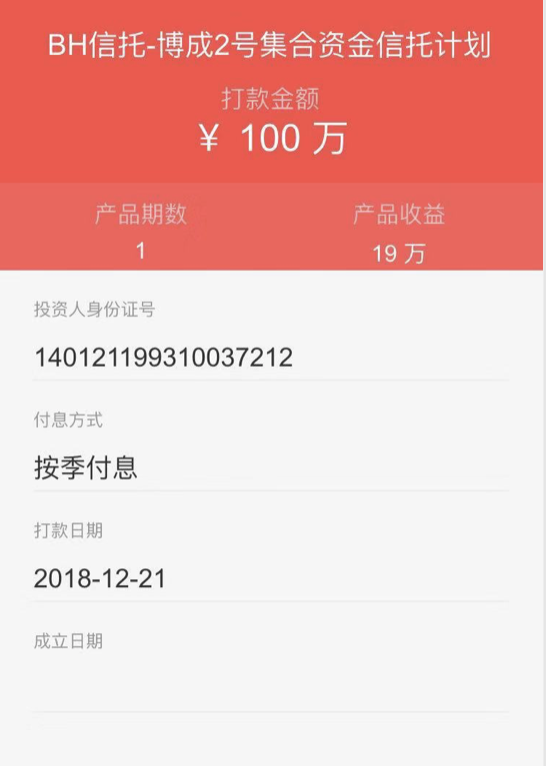 BH信托-博成2号集合资金信托计划
打款金额
￥ 100 万
产品期数 产品收益
1 19 万
投资人身份证号
140121199310037212
付息方式
按季付息
打款日期
2018-12-21
成立日期